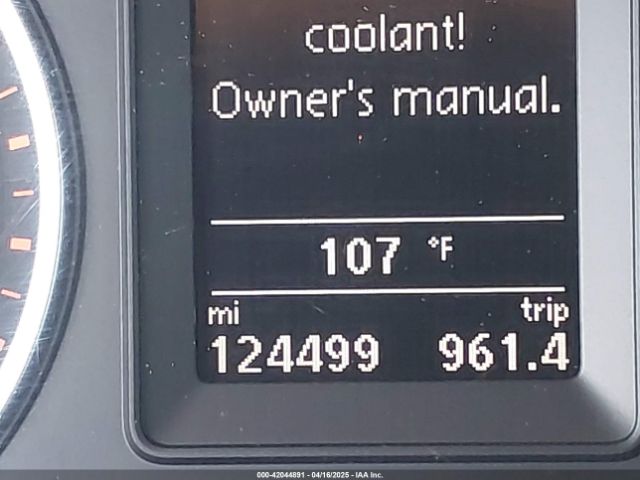 coolant!
Owner's manual.
107 °F
mi trip
124499 961.4
000-42044891 - 04/16/2025 - IAA Inc.